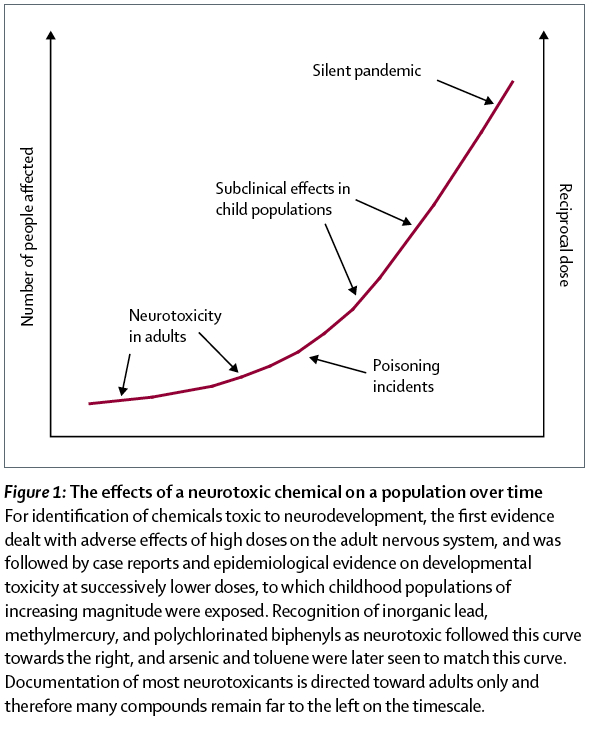 Silent pandemic
Number of people affected
Reciprocal dose
Subclinical effects in
child populations
Neurotoxicity
in adults
Poisoning
incidents
Figure 1: The effects of a neurotoxic chemical on a population over time
For identification of chemicals toxic to neurodevelopment, the first evidence
dealt with adverse effects of high doses on the adult nervous system, and was
followed by case reports and epidemiological evidence on developmental
toxicity at successively lower doses, to which childhood populations of
increasing magnitude were exposed. Recognition of inorganic lead,
methylmercury, and polychlorinated biphenyls as neurotoxic followed this curve
towards the right, and arsenic and toluene were later seen to match this curve.
Documentation of most neurotoxicants is directed toward adults only and
therefore many compounds remain far to the left on the timescale.